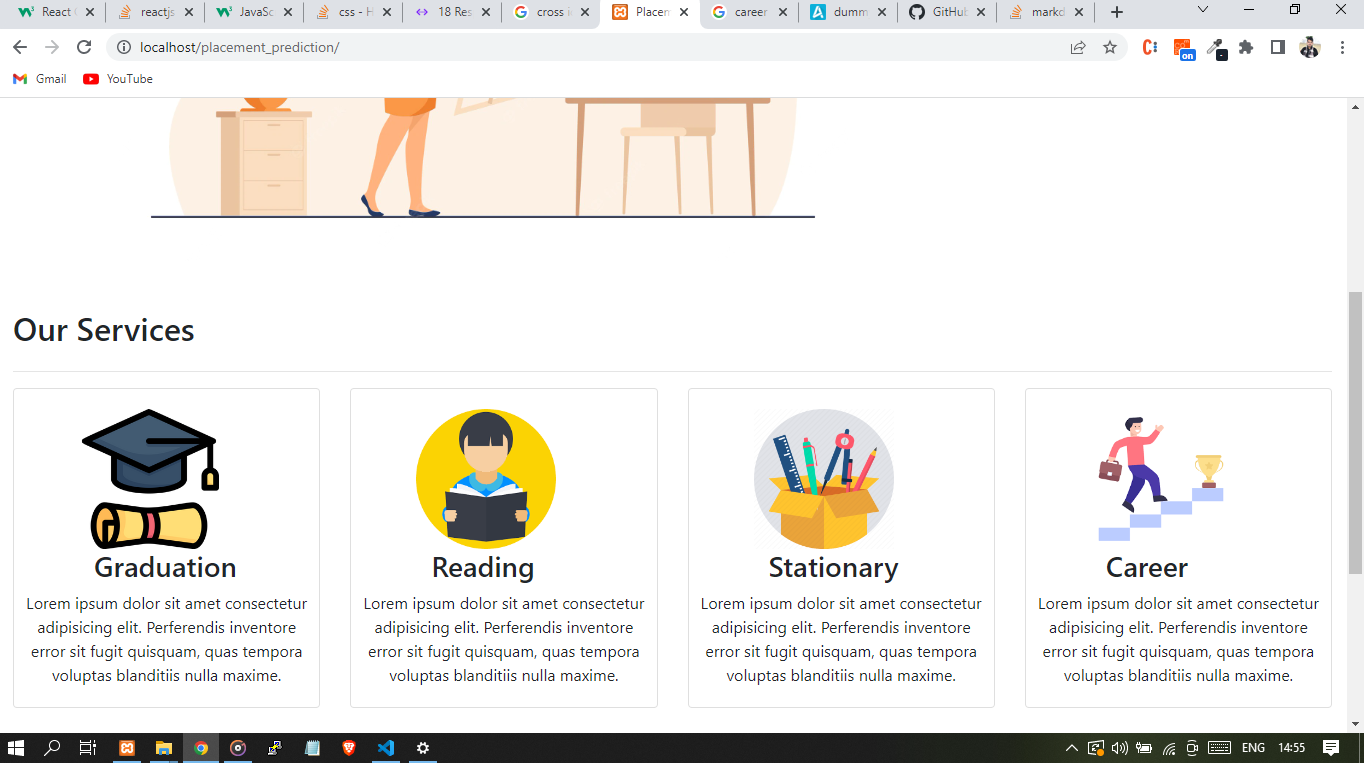 React
reactjs
JavaSc
css - H
18 Res
cross i
Placem
career
dumm
GitHub
markd
localhost/placement_prediction/
on
Gmail
YouTube
Our Services
Graduation
Lorem ipsum dolor sit amet consectetur
adipisicing elit. Perferendis inventore
error sit fugit quisquam, quas tempora
voluptas blanditiis nulla maxime.
Reading
Lorem ipsum dolor sit amet consectetur
adipisicing elit. Perferendis inventore
error sit fugit quisquam, quas tempora
voluptas blanditiis nulla maxime.
Stationary
Lorem ipsum dolor sit amet consectetur
adipisicing elit. Perferendis inventore
error sit fugit quisquam, quas tempora
voluptas blanditiis nulla maxime.
Career
Lorem ipsum dolor sit amet consectetur
adipisicing elit. Perferendis inventore
error sit fugit quisquam, quas tempora
voluptas blanditiis nulla maxime.
ENG
14:55